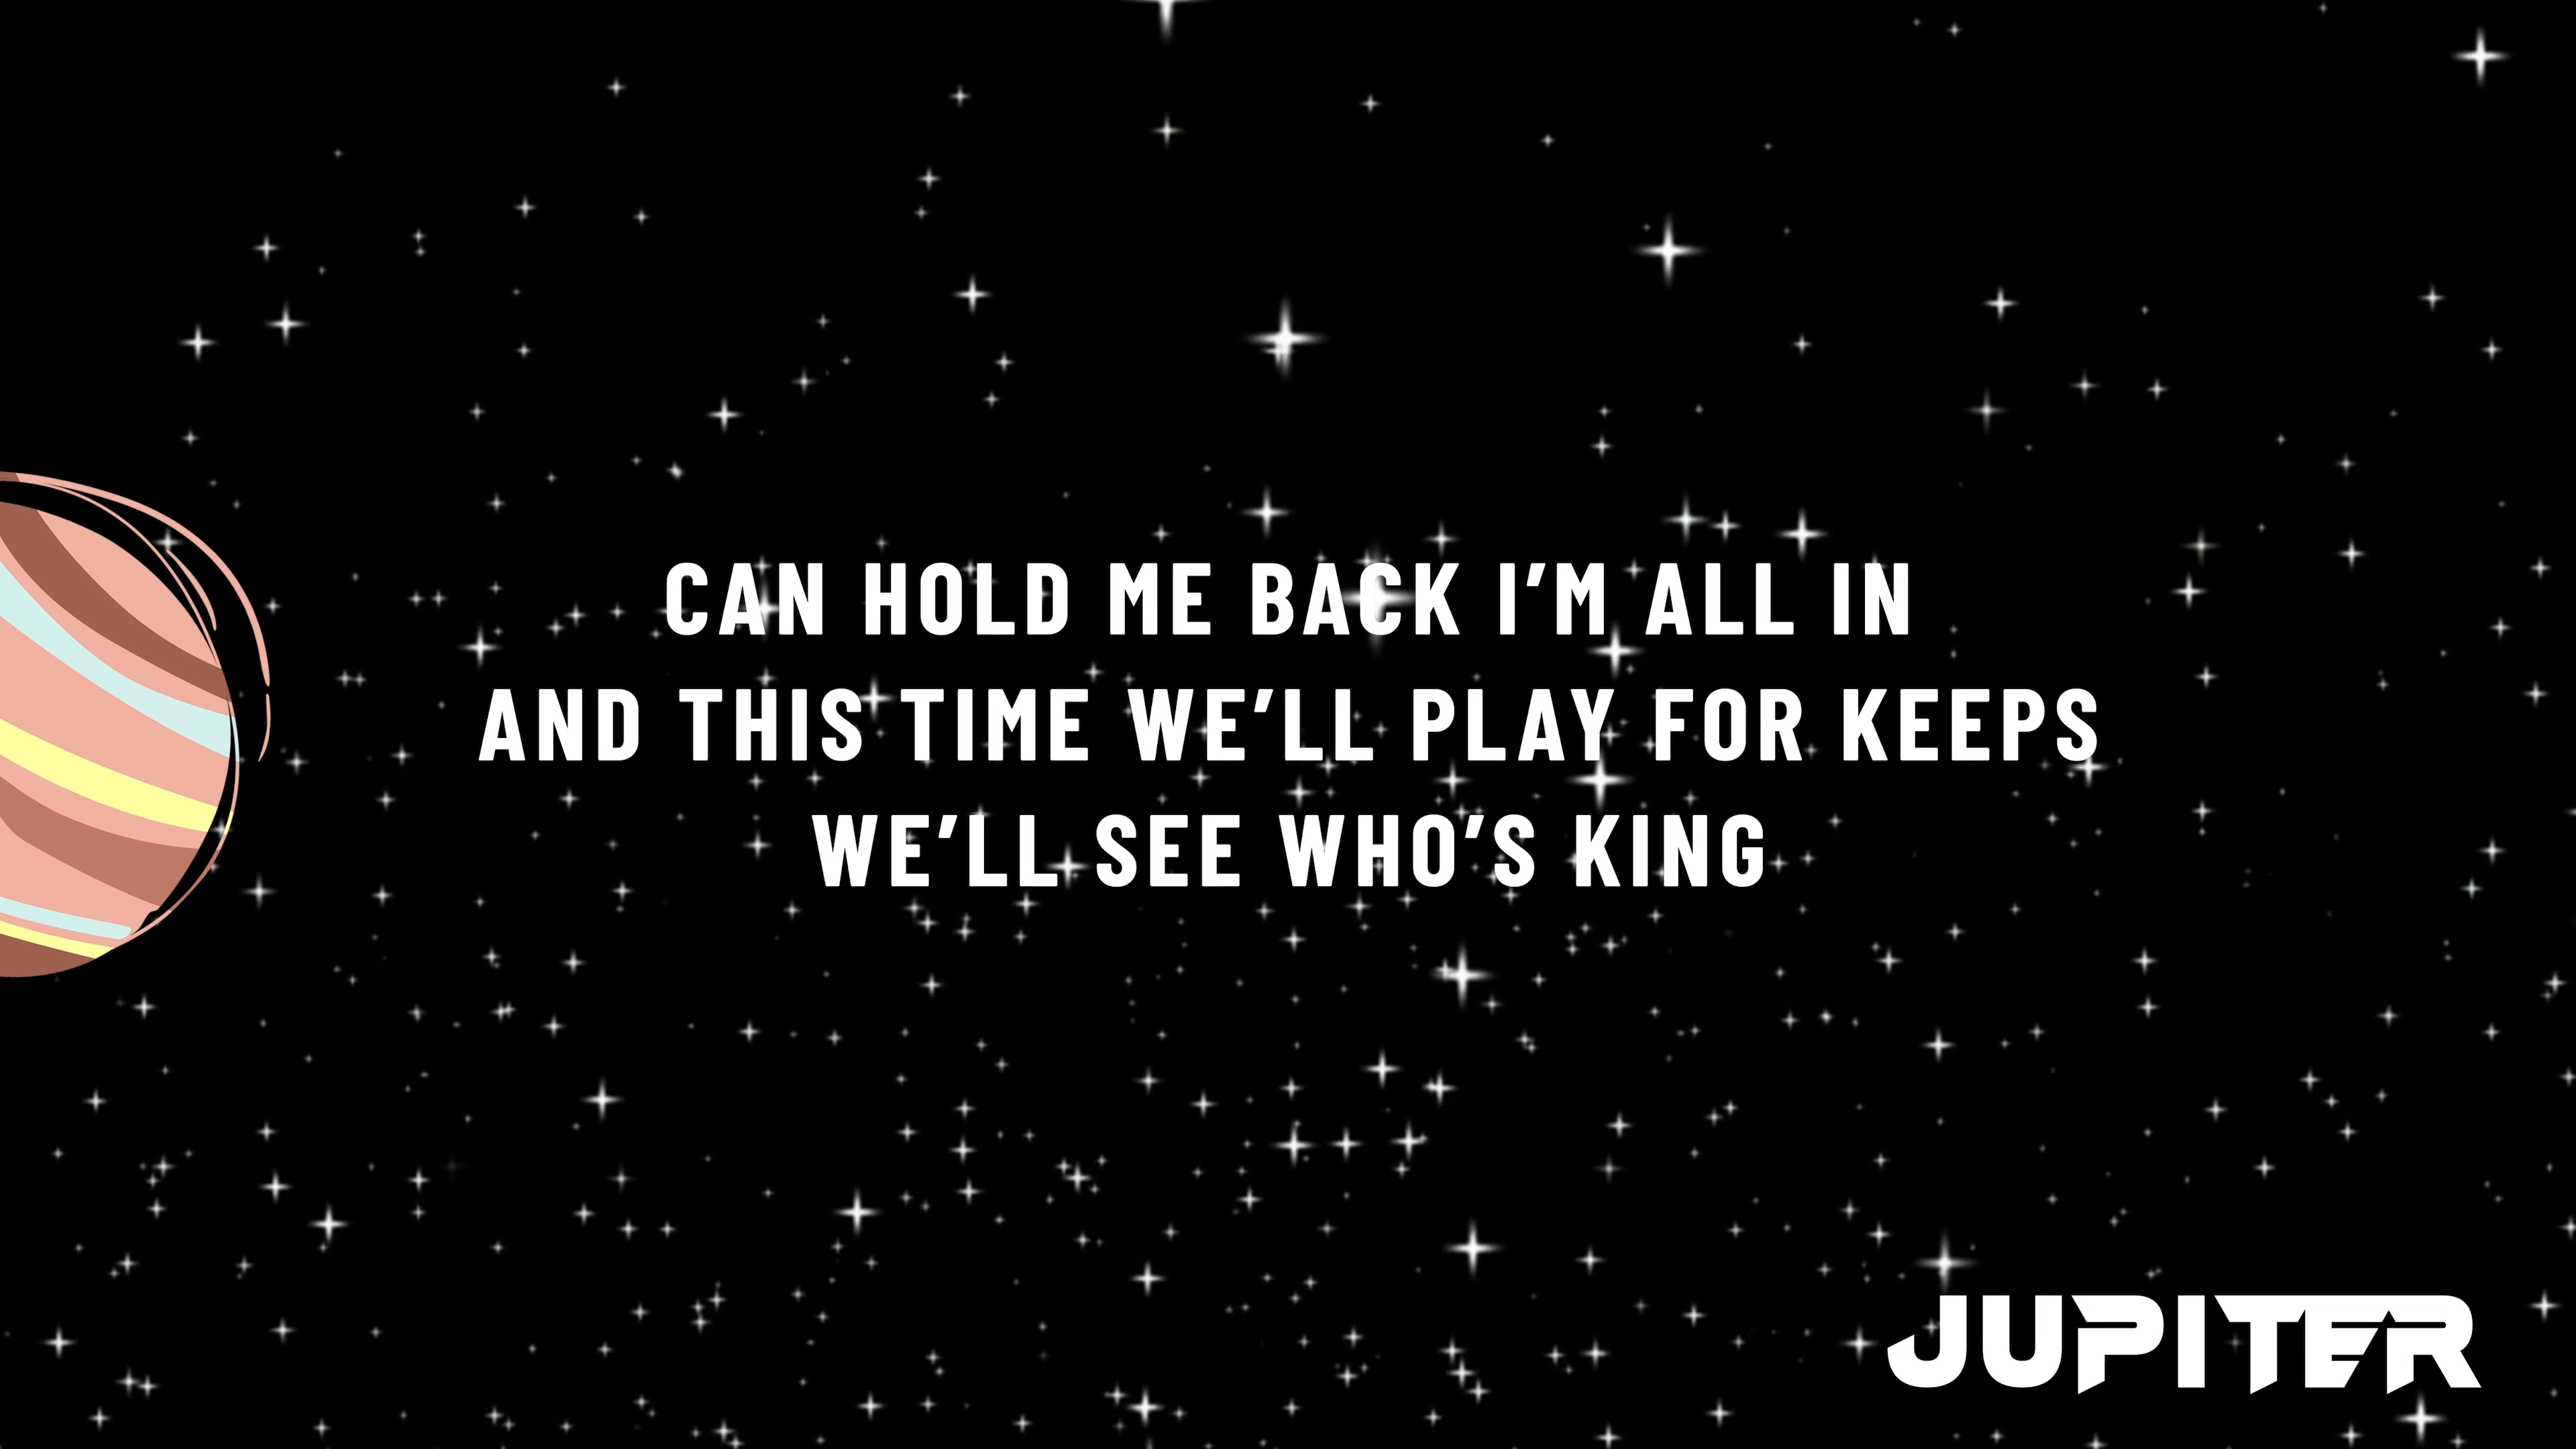 CAN HOLD ME BACK I’M ALL IN
AND THIS TIME WE’LL PLAY FOR KEEPS
WE’LL SEE WHO’S KING
JUPITER